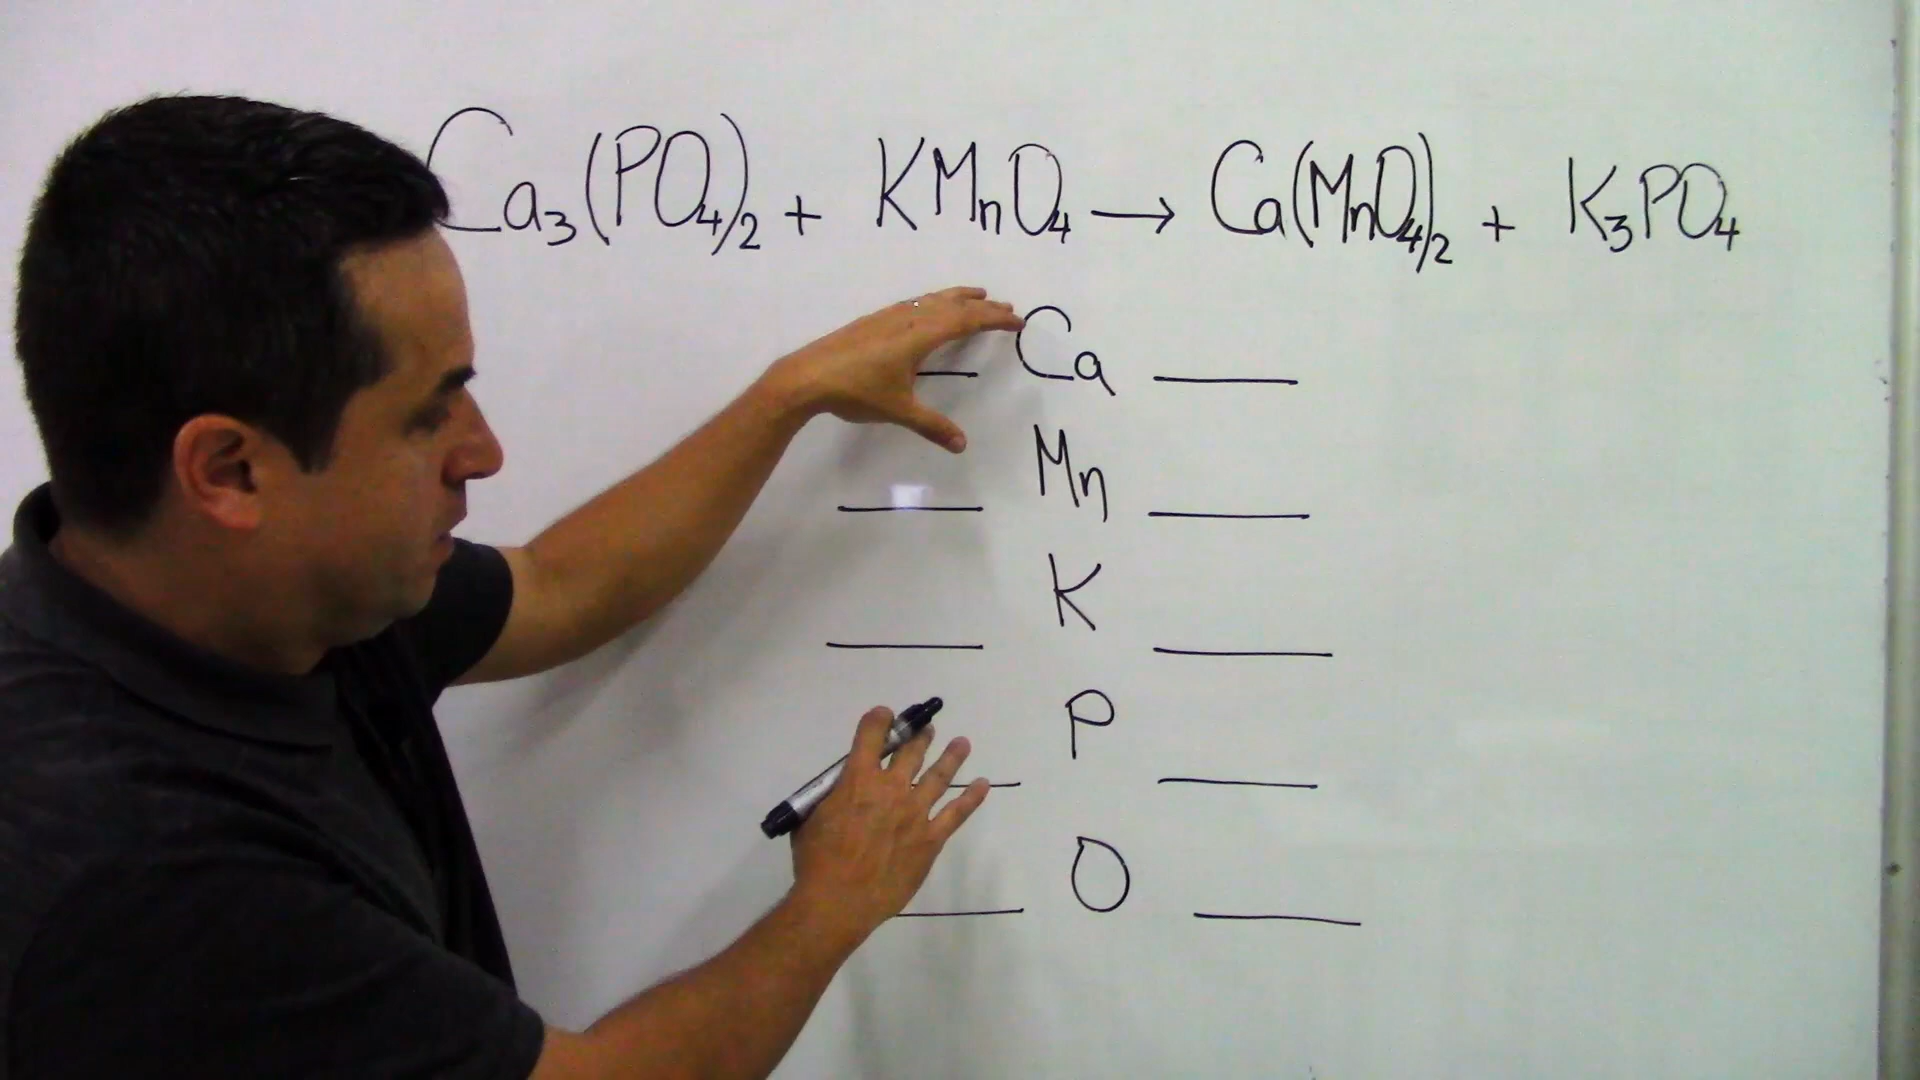 Ca₃(PO₄)₂ + KMnO₄ → Ca(MnO₄)₂ + K₃PO₄
Ca
Mn
K
P
O